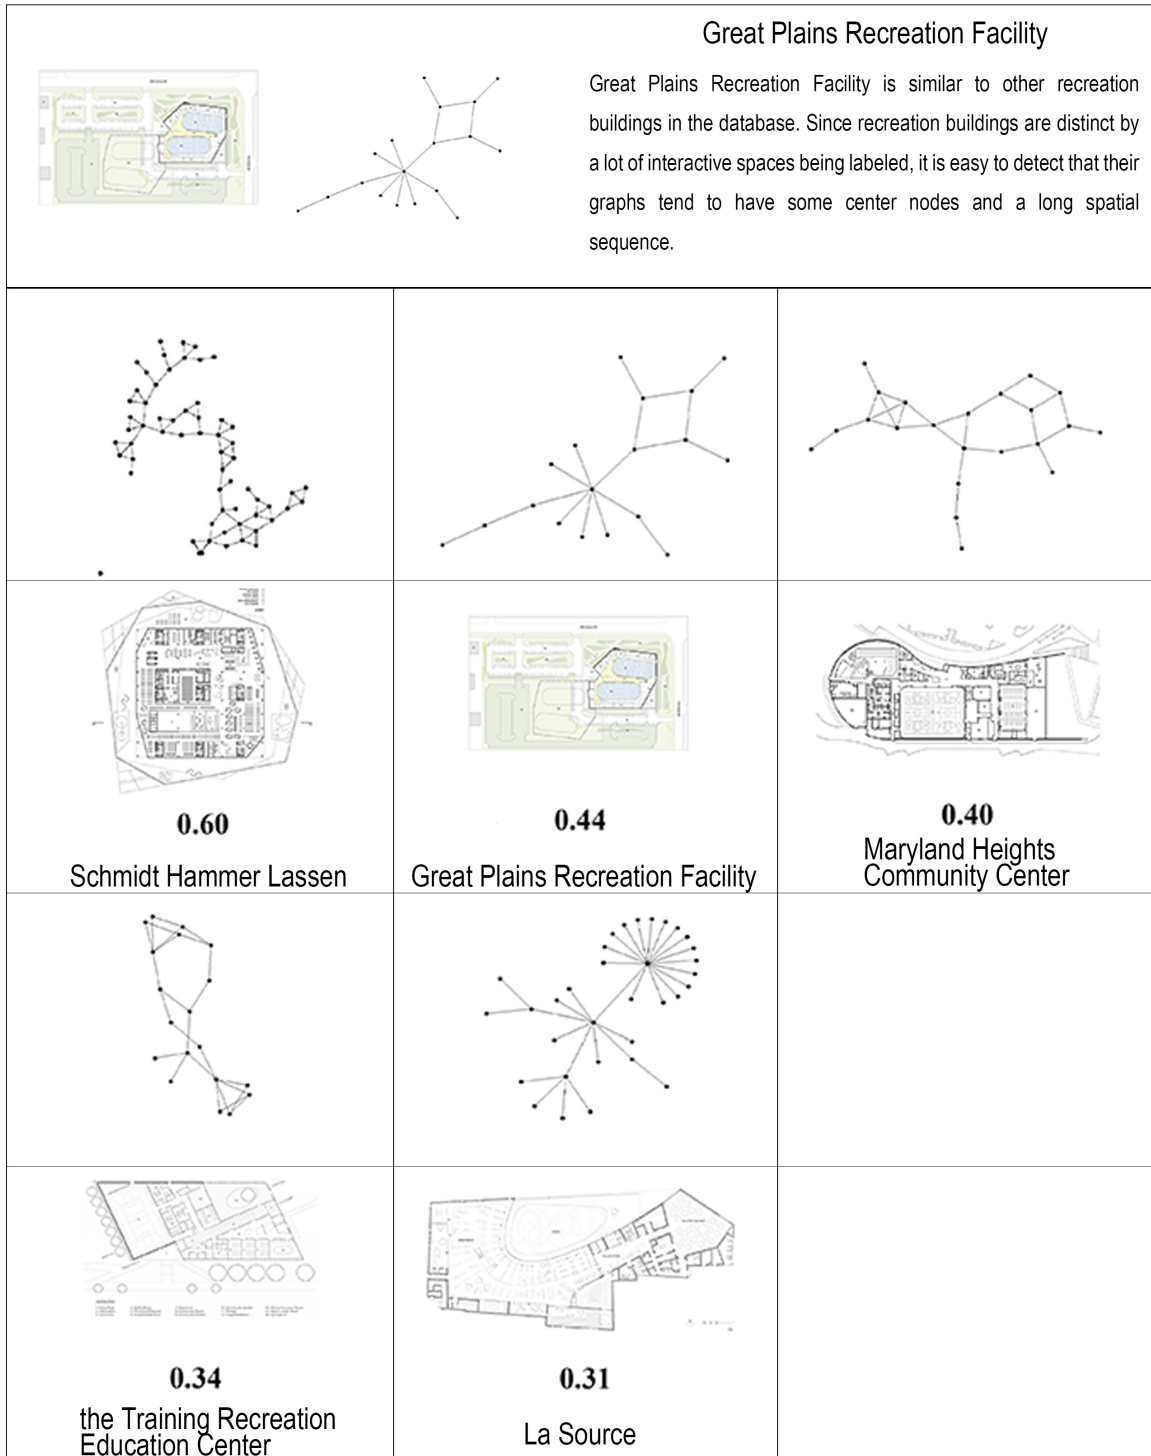 Great Plains Recreation Facility
Great Plains Recreation Facility is similar to other recreation
buildings in the database. Since recreation buildings are distinct by
a lot of interactive spaces being labeled, it is easy to detect that their
graphs tend to have some center nodes and a long spatial
sequence.
0.60
Schmidt Hammer Lassen
0.44
Great Plains Recreation Facility
0.40
Maryland Heights
Community Center
0.34
the Training Recreation
Education Center
0.31
La Source